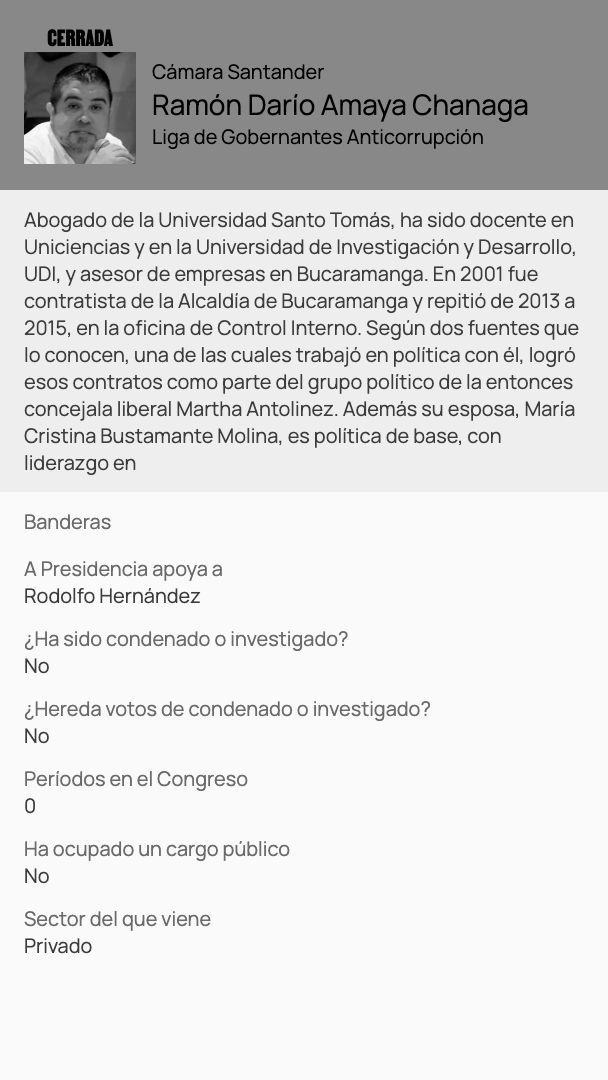 CERRADA
Cámara Santander
Ramón Darío Amaya Chanaga
Liga de Gobernantes Anticorrupción
Abogado de la Universidad Santo Tomás, ha sido docente en
Uniciencias y en la Universidad de Investigación y Desarrollo,
UDI, y asesor de empresas en Bucaramanga. En 2001 fue
contratista de la Alcaldía de Bucaramanga y repitió de 2013 a
2015, en la oficina de Control Interno. Según dos fuentes que
lo conocen, una de las cuales trabajó en política con él, logró
esos contratos como parte del grupo político de la entonces
concejala liberal Martha Antolinez. Además su esposa, María
Cristina Bustamante Molina, es política de base, con
liderazgo en
Banderas
A Presidencia apoya a
Rodolfo Hernández
¿Ha sido condenado o investigado?
No
¿Hereda votos de condenado o investigado?
No
Períodos en el Congreso
0
Ha ocupado un cargo público
No
Sector del que viene
Privado